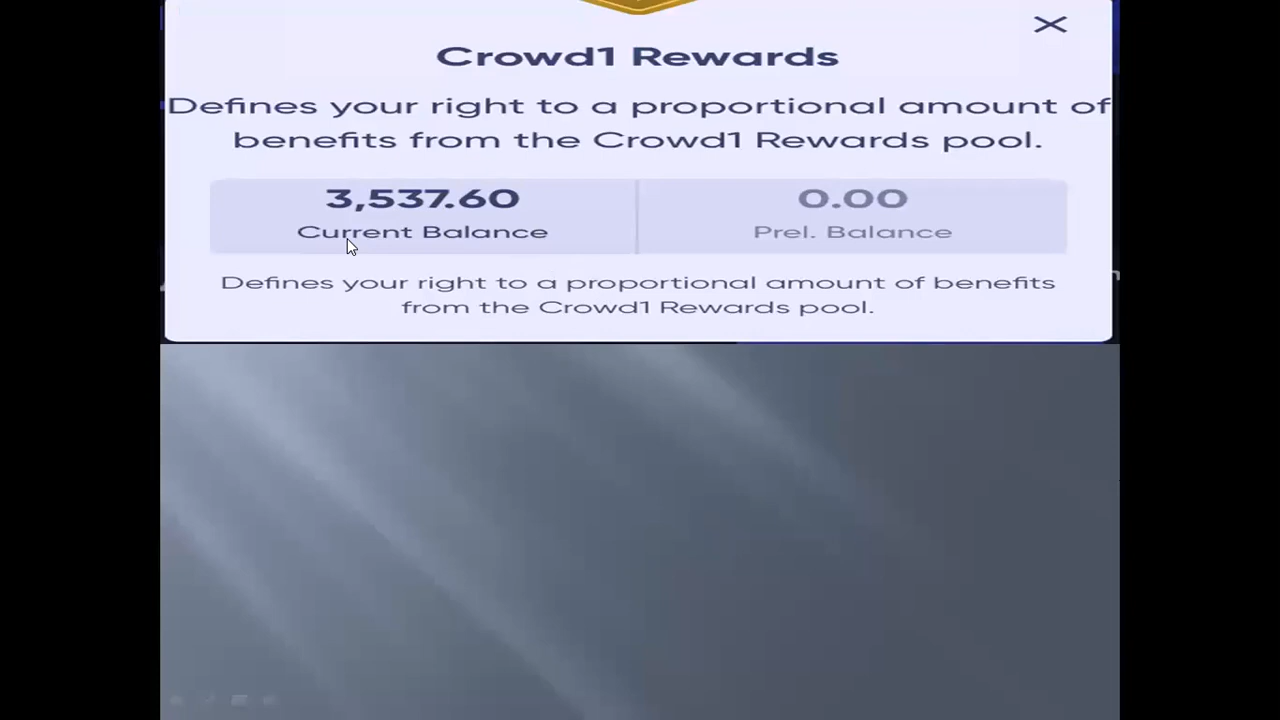 Crowd1 Rewards
Defines your right to a proportional amount of
benefits from the Crowd1 Rewards pool.
3,537.60
0.00
Current Balance
Prel. Balance
Defines your right to a proportional amount of benefits
from the Crowd1 Rewards pool.